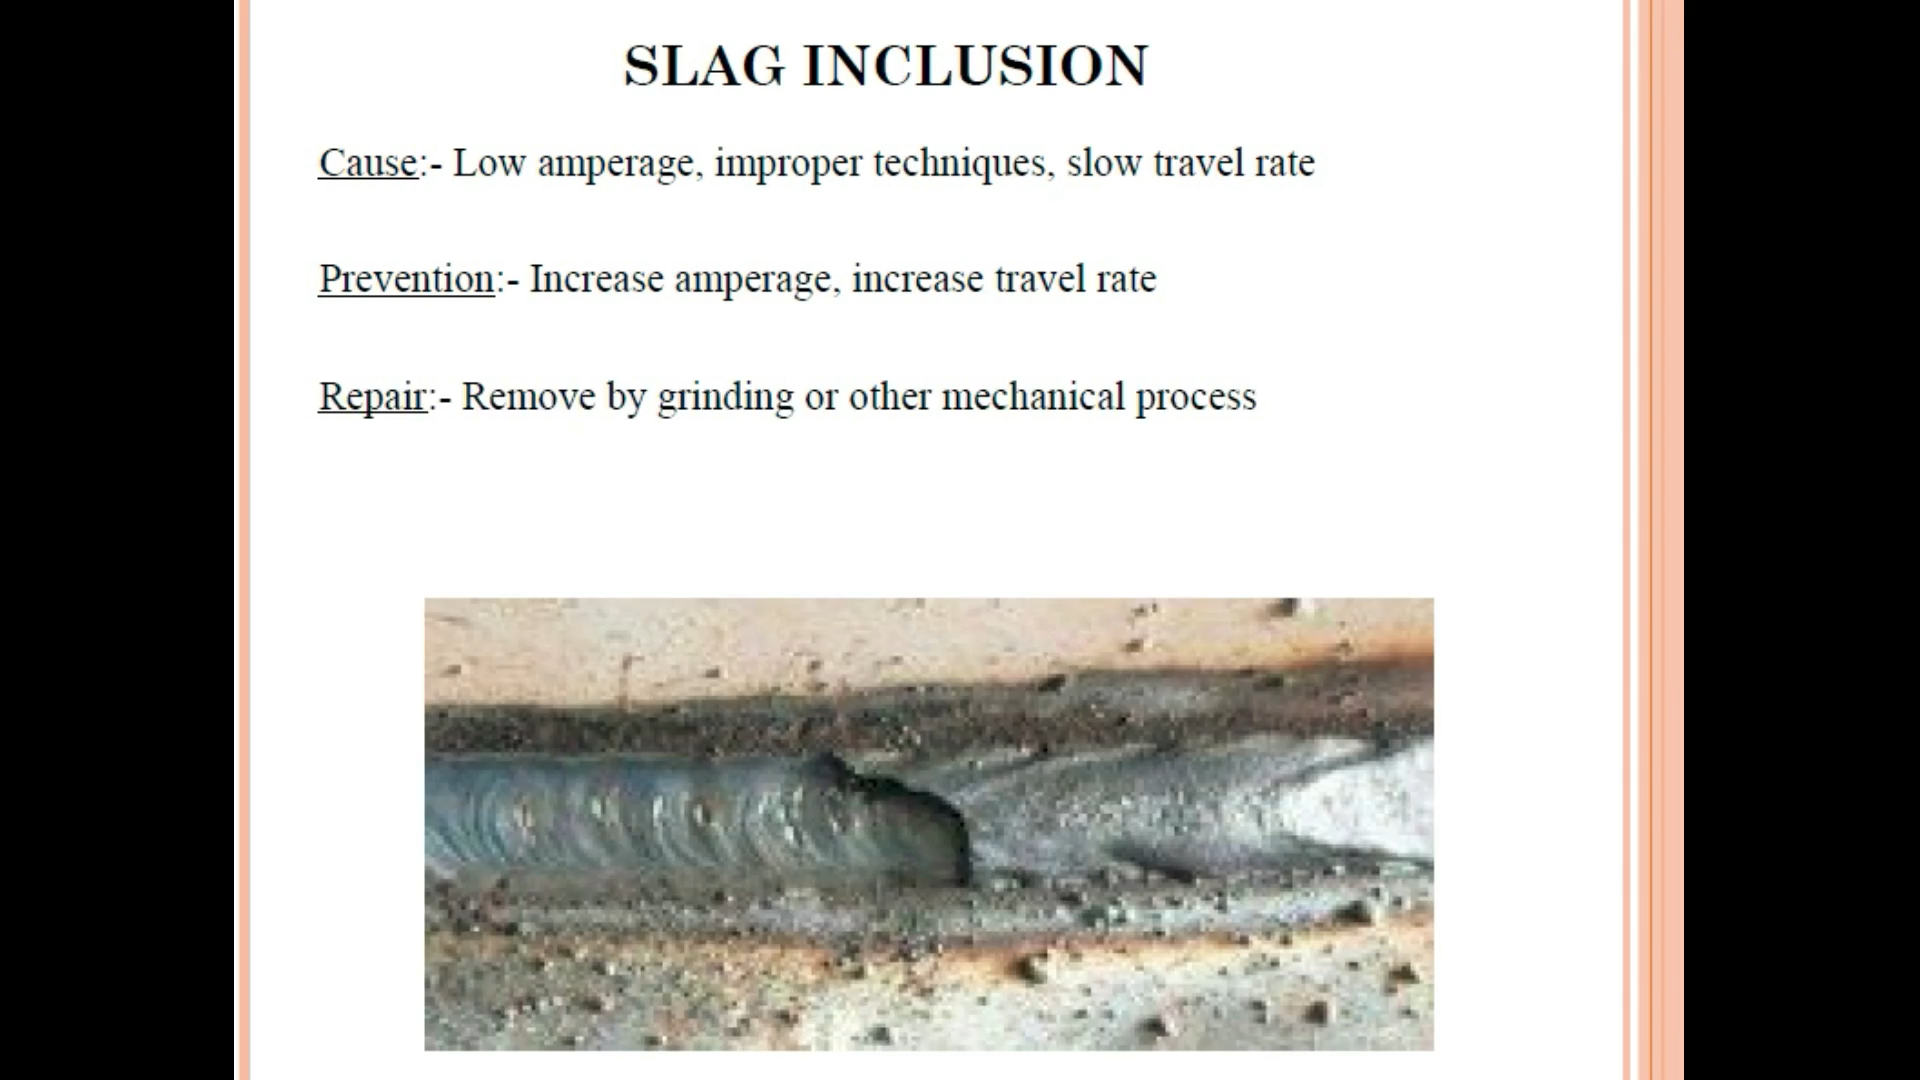 SLAG INCLUSION
Cause:- Low amperage, improper techniques, slow travel rate
Prevention:- Increase amperage, increase travel rate
Repair:- Remove by grinding or other mechanical process